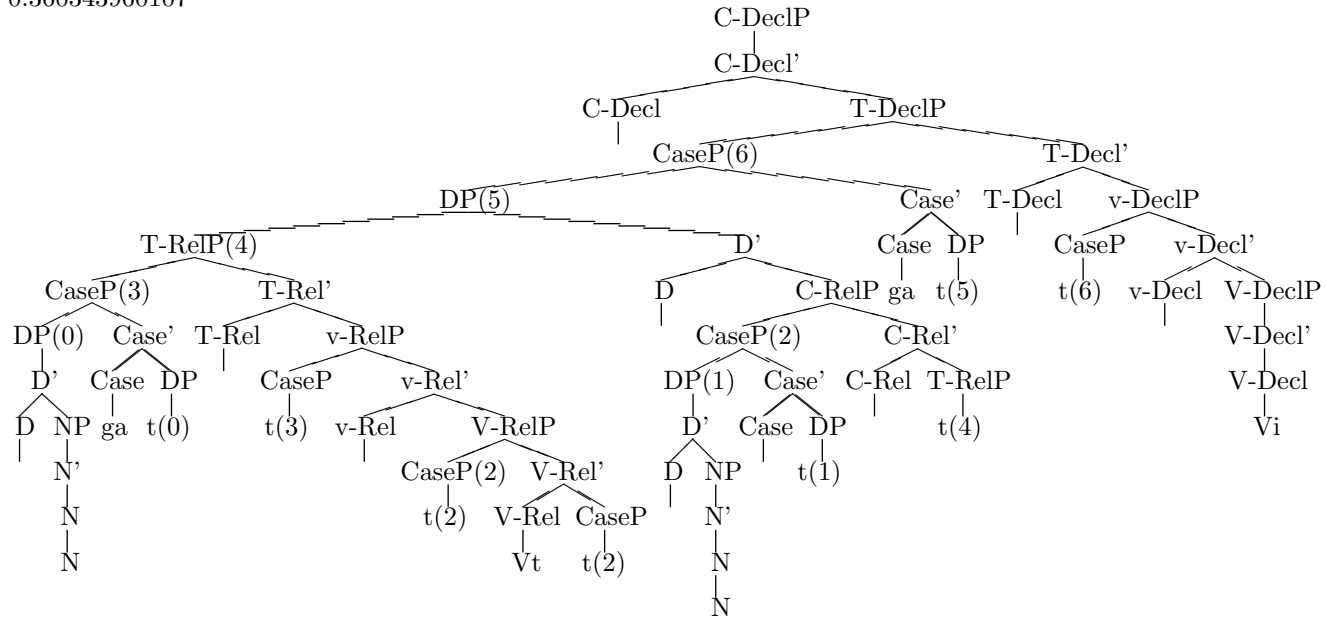 C-DeclP
C-Decl’
C-Decl T-DeclP
CaseP(6) T-Decl’
DP(5) Case’ T-Decl v-DeclP
T-RelP(4) D’ Case DP CaseP v-Decl’
CaseP(3) T-Rel’ D C-RelP ga t(5) t(6) v-Decl V-DeclP
DP(0) Case’ T-Rel v-RelP CaseP(2) C-Rel’ V-Decl’
D’ Case DP CaseP v-Rel’ DP(1) Case’ C-Rel T-RelP V-Decl
D NP ga t(0) t(3) v-Rel V-RelP D’ Case DP t(4) Vi
N’ CaseP(2) V-Rel’ D NP t(1)
N t(2) V-Rel CaseP N’
N Vt t(2) N
N